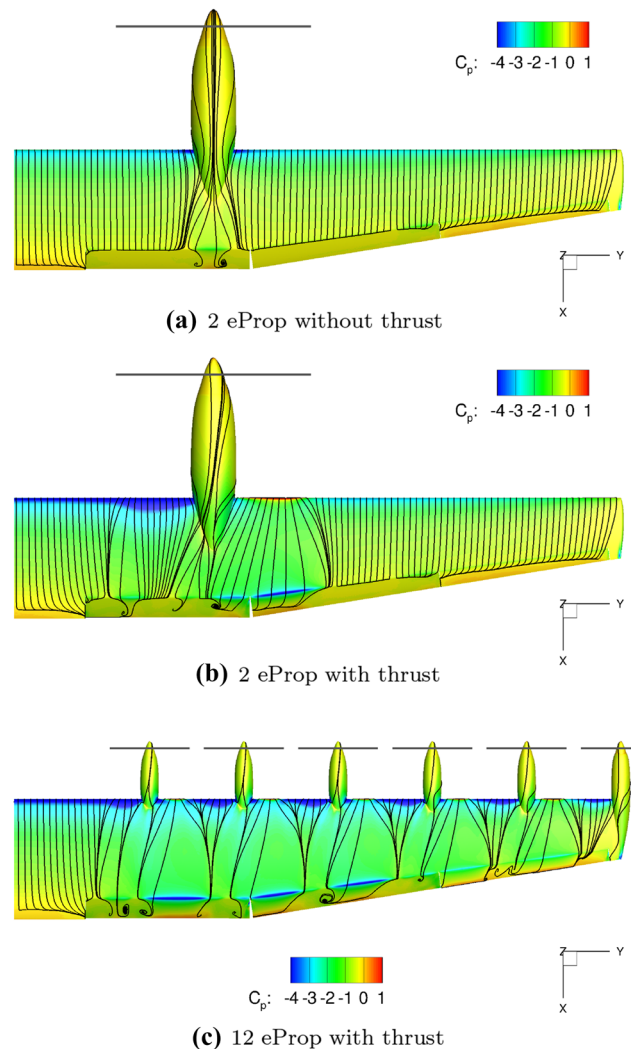 Cp: -4 -3 -2 -1 0 1
Z Y
X
(a) 2 eProp without thrust
Cp: -4 -3 -2 -1 0 1
Z Y
X
(b) 2 eProp with thrust
Z Y
X
Cp: -4 -3 -2 -1 0 1
(c) 12 eProp with thrust